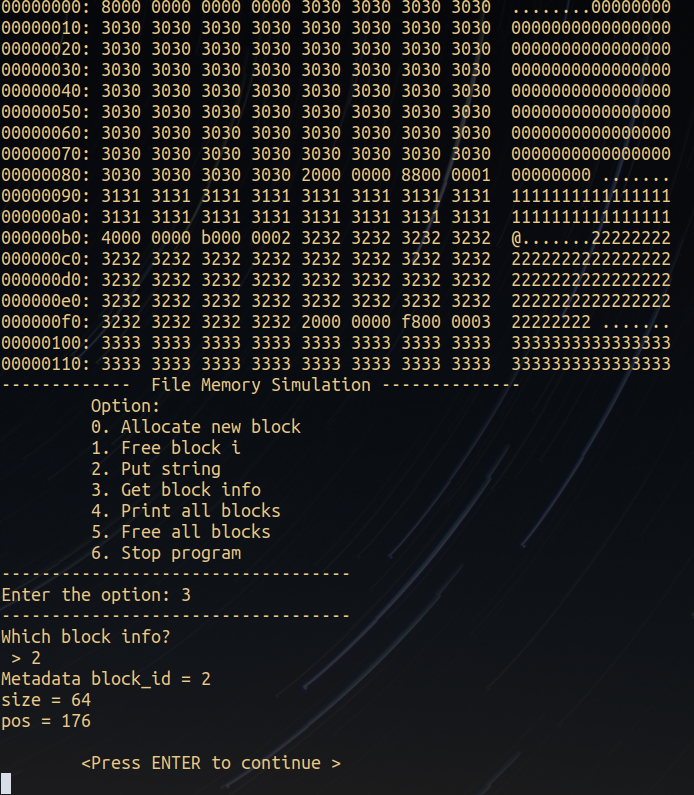 00000000: 8000 0000 0000 0000 3030 3030 3030 3030  ........00000000
00000010: 3030 3030 3030 3030 3030 3030 3030 3030  0000000000000000
00000020: 3030 3030 3030 3030 3030 3030 3030 3030  0000000000000000
00000030: 3030 3030 3030 3030 3030 3030 3030 3030  0000000000000000
00000040: 3030 3030 3030 3030 3030 3030 3030 3030  0000000000000000
00000050: 3030 3030 3030 3030 3030 3030 3030 3030  0000000000000000
00000060: 3030 3030 3030 3030 3030 3030 3030 3030  0000000000000000
00000070: 3030 3030 3030 3030 3030 3030 3030 3030  0000000000000000
00000080: 3030 3030 3030 3030 2000 0000 8800 0001  00000000 .......
00000090: 3131 3131 3131 3131 3131 3131 3131 3131  1111111111111111
000000a0: 3131 3131 3131 3131 3131 3131 3131 3131  1111111111111111
000000b0: 4000 0000 b000 0002 3232 3232 3232 3232  @.......22222222
000000c0: 3232 3232 3232 3232 3232 3232 3232 3232  2222222222222222
000000d0: 3232 3232 3232 3232 3232 3232 3232 3232  2222222222222222
000000e0: 3232 3232 3232 3232 3232 3232 3232 3232  2222222222222222
000000f0: 3232 3232 3232 3232 2000 0000 f800 0003  22222222 .......
00000100: 3333 3333 3333 3333 3333 3333 3333 3333  3333333333333333
00000110: 3333 3333 3333 3333 3333 3333 3333 3333  3333333333333333
-------------  File Memory Simulation --------------
Option:
0. Allocate new block
1. Free block i
2. Put string
3. Get block info
4. Print all blocks
5. Free all blocks
6. Stop program
-----------------------------------
Enter the option: 3
-----------------------------------
Which block info?
 > 2
Metadata block_id = 2
size = 64
pos = 176
<Press ENTER to continue >